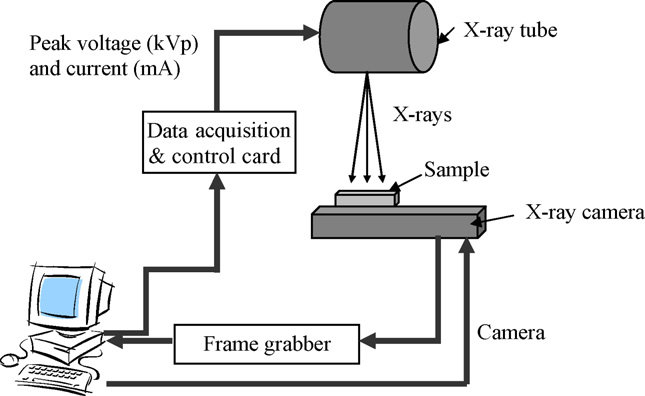 Peak voltage (kVp)
and current (mA)
X-ray tube
Data acquisition
& control card
X-rays
Sample
X-ray camera
Frame grabber
Camera